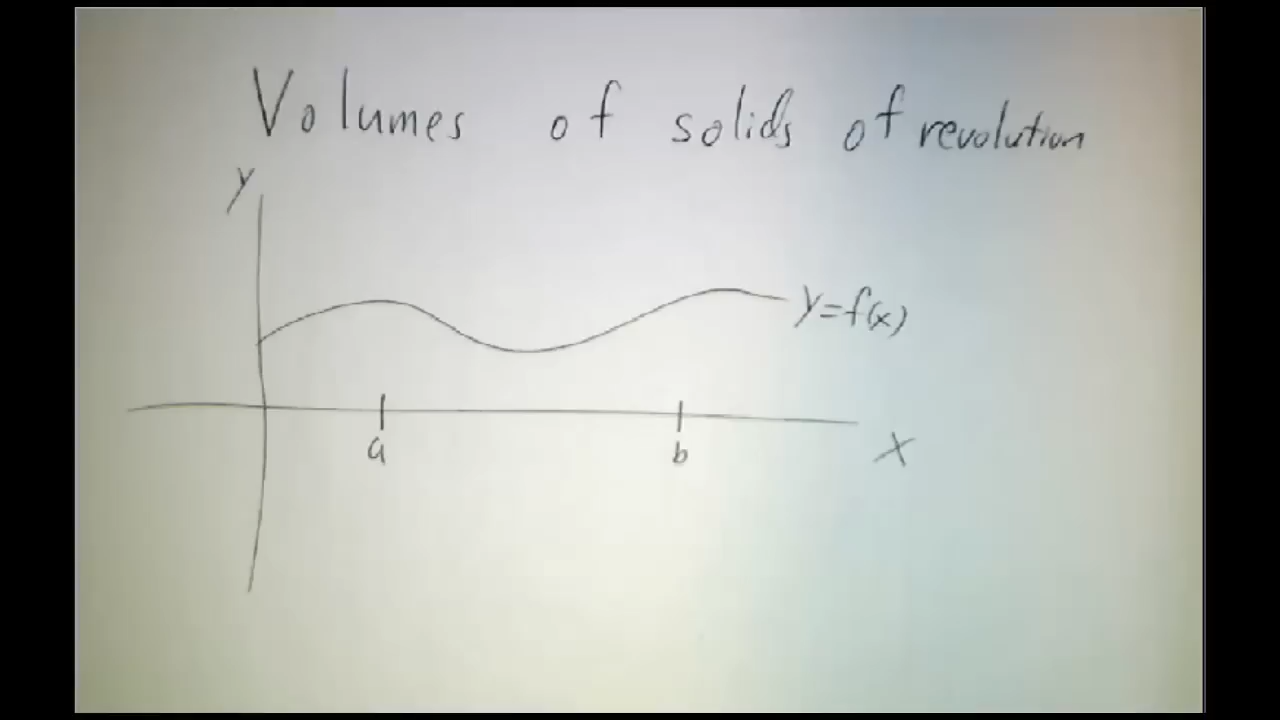 Volumes of solids of revolution
y
y=f(x)
a
b
x